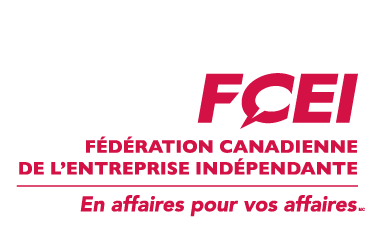 FCEI
FÉDÉRATION CANADIENNE
DE L'ENTREPRISE INDÉPENDANTE
En affaires pour vos affaires MC